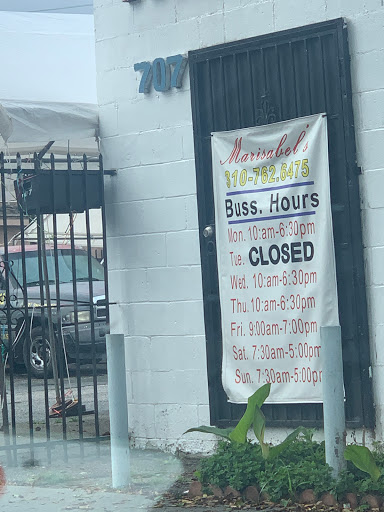 707
Marisabel's
310-762.6475
Buss. Hours
Mon. 10:am-6:30pm
Tue. CLOSED
Wed. 10:am-6:30pm
Thu. 10:am-6:30pm
Fri. 9:00am-7:00pm
Sat. 7:30am-5:00pm
Sun. 7:30am-5:00pm